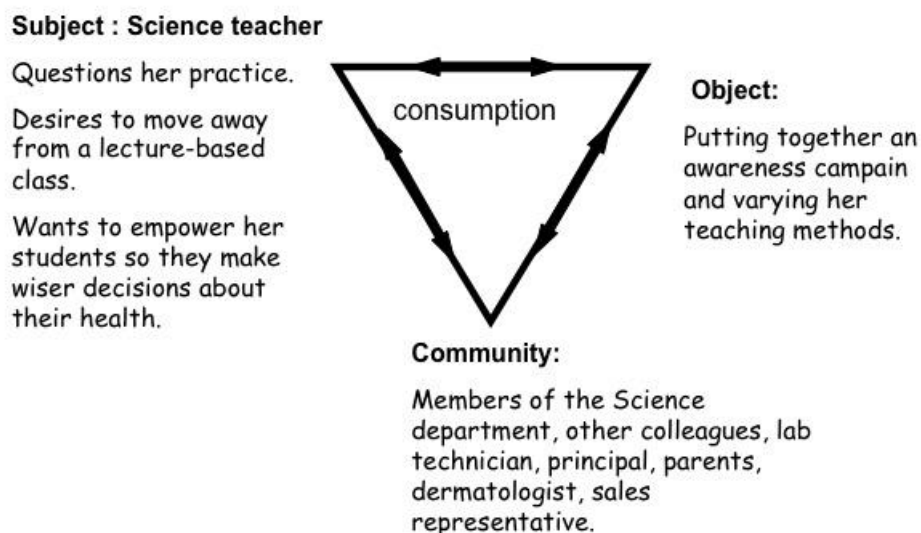 Subject : Science teacher
Questions her practice.
Desires to move away
from a lecture-based
class.
Wants to empower her
students so they make
wiser decisions about
their health.
consumption
Object:
Putting together an
awareness campain
and varying her
teaching methods.
Community:
Members of the Science
department, other colleagues, lab
technician, principal, parents,
dermatologist, sales
representative.